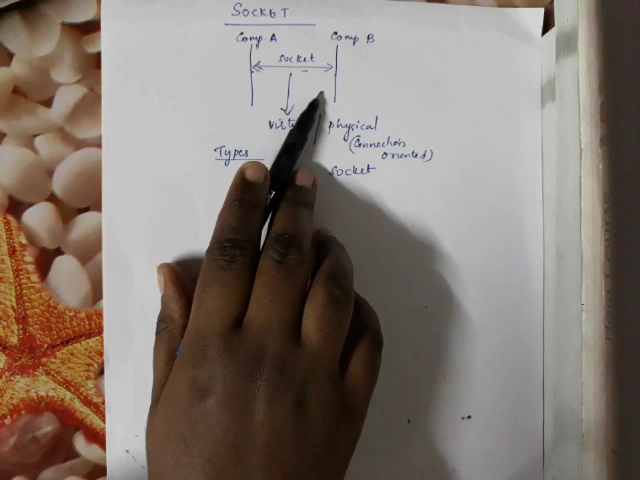 SOCKET
Comp A Comp B
socket
physical
(Connection
oriented)
Types
socket